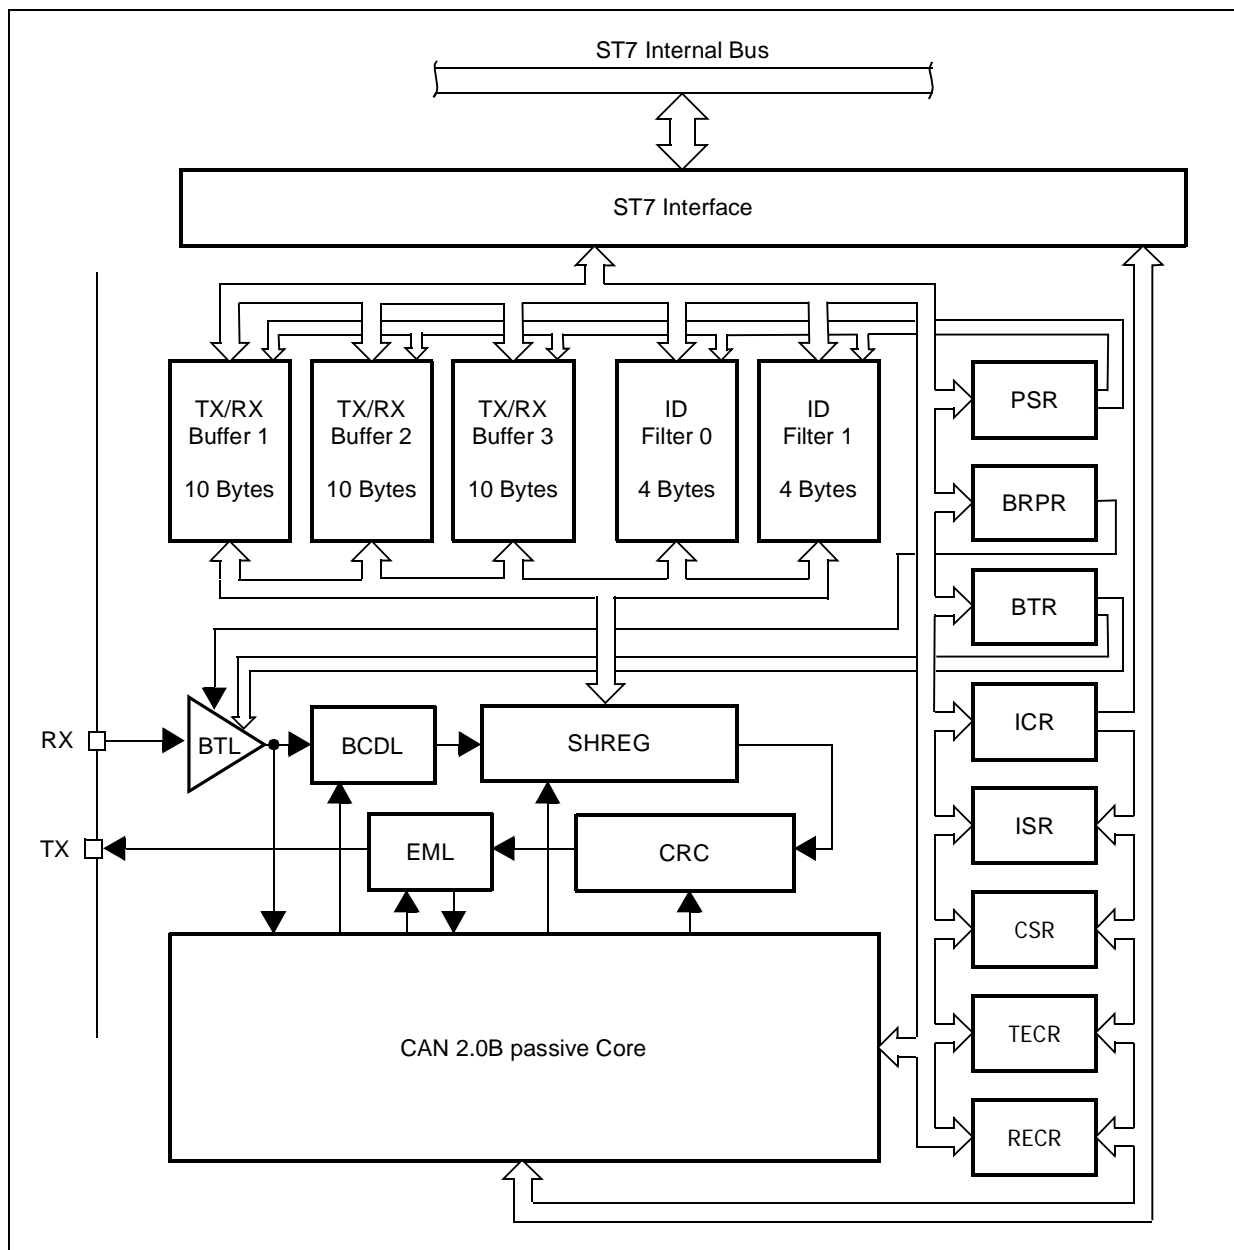 ST7 Internal Bus
ST7 Interface
TX/RX
Buffer 1
10 Bytes
TX/RX
Buffer 2
10 Bytes
TX/RX
Buffer 3
10 Bytes
ID
Filter 0
4 Bytes
ID
Filter 1
4 Bytes
PSR
BRPR
BTR
ICR
ISR
CSR
TECR
RECR
RX
BTL
BCDL
SHREG
TX
EML
CRC
CAN 2.0B passive Core